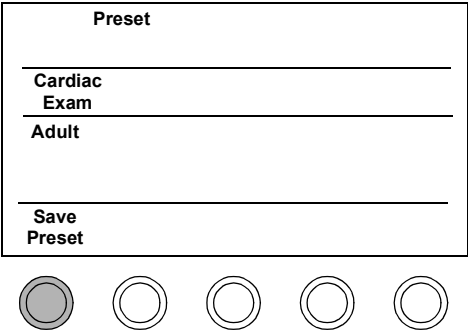 Preset
Cardiac
Exam
Adult
Save
Preset